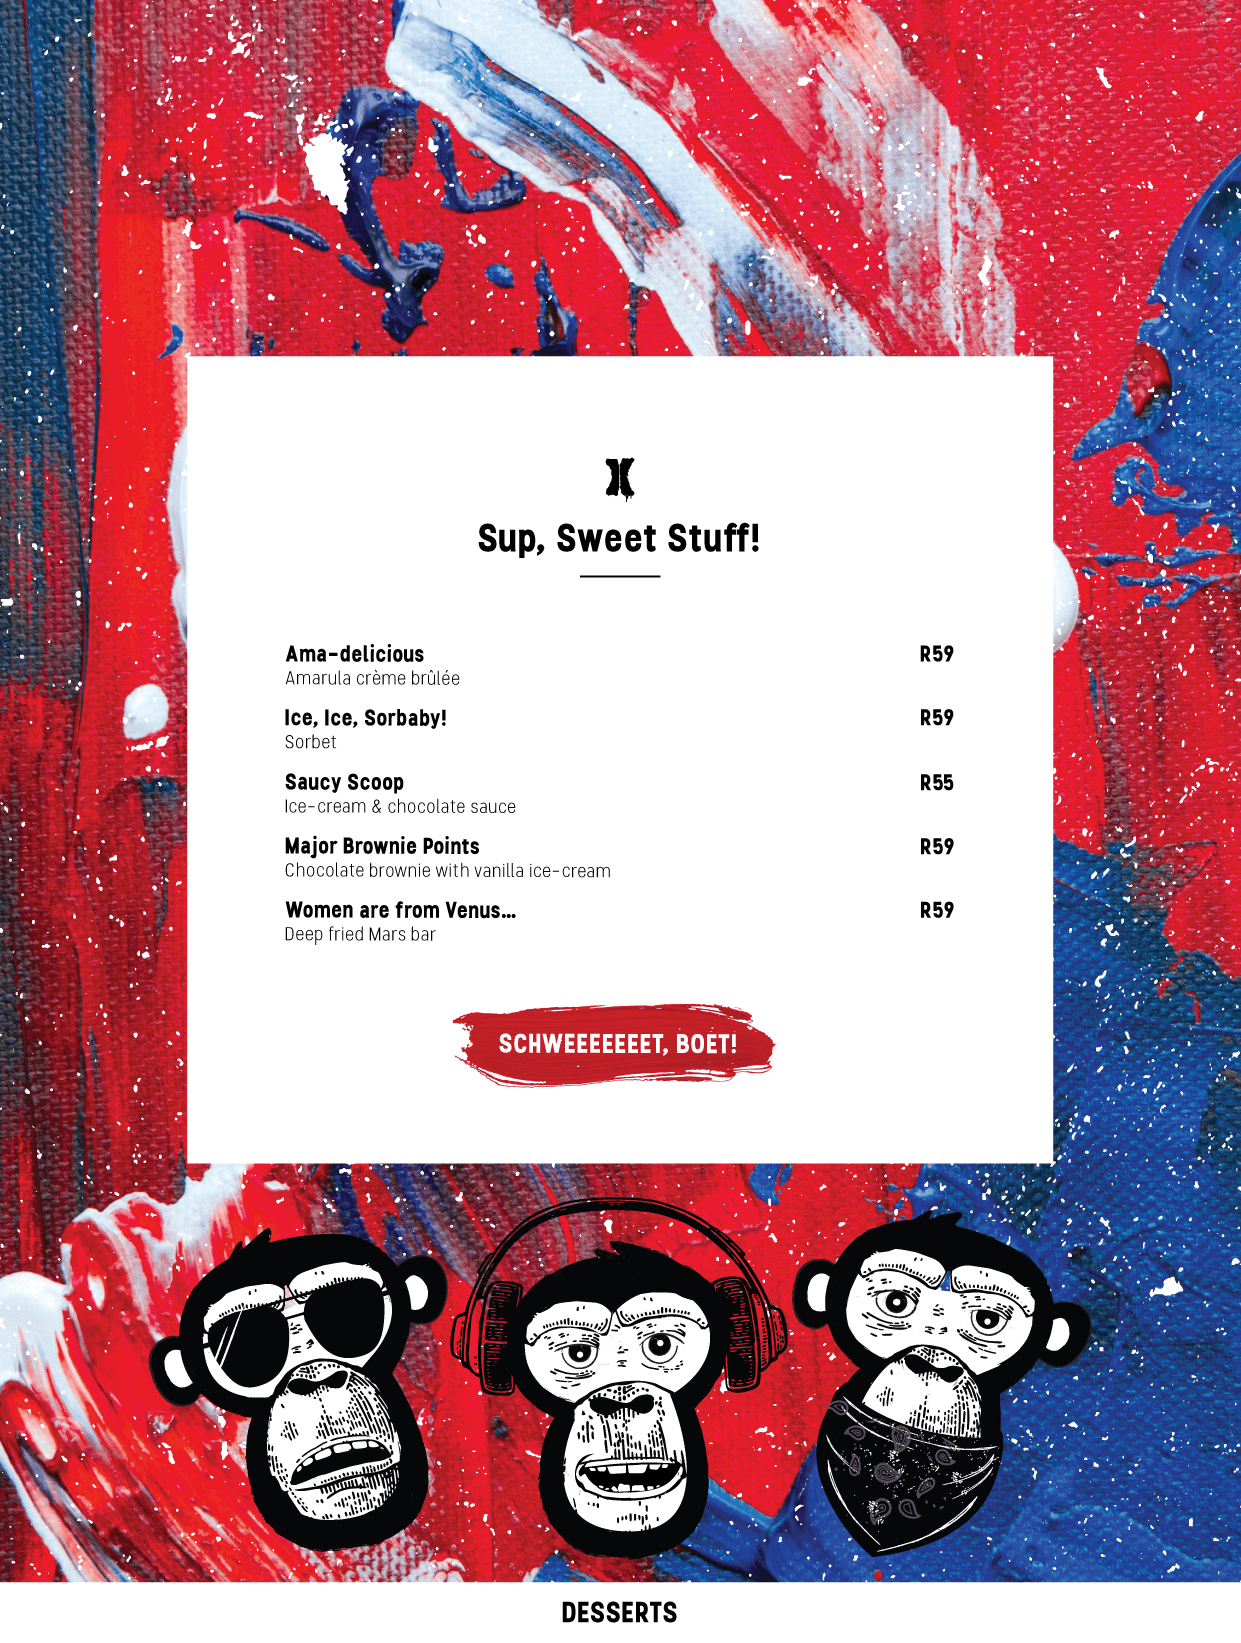 Sup, Sweet Stuff!
Ama-delicious R59
Amarula crème brûlée
Ice, Ice, Sorbaby! R59
Sorbet
Saucy Scoop R55
Ice-cream & chocolate sauce
Major Brownie Points R59
Chocolate brownie with vanilla ice-cream
Women are from Venus... R59
Deep fried Mars bar
SCHWEEEEEEET, BOET!
DESSERTS